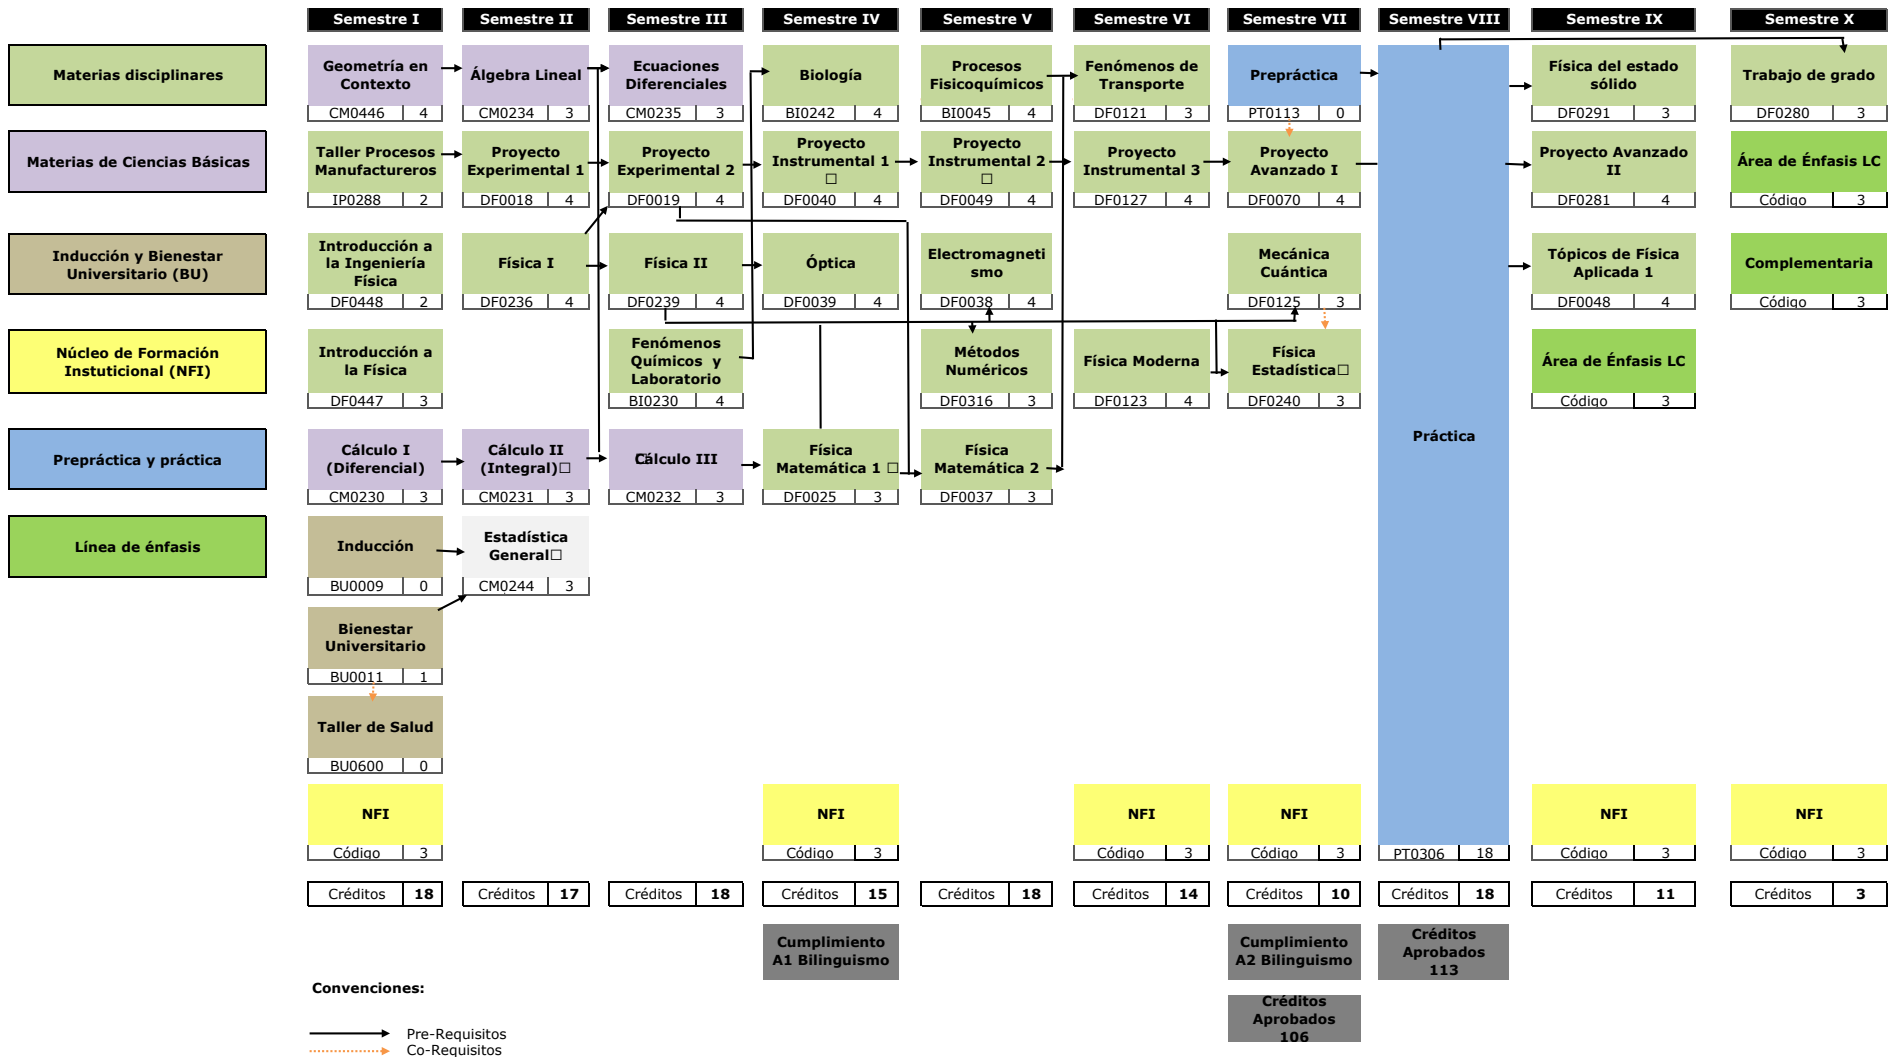 Semestre I Semestre II Semestre III Semestre IV Semestre V Semestre VI Semestre VII Semestre VIII Semestre IX Semestre X
Materias disciplinares
Geometría en
Contexto
CM0446 4
Álgebra Lineal
CM0234 3
Ecuaciones
Diferenciales
CM0235 3
Biología
BI0242 4
Procesos
Fisicoquímicos
BI0045 4
Fenómenos de
Transporte
DF0121 3
Prepráctica
PT0113 0
Física del estado
sólido
DF0291 3
Trabajo de grado
DF0280 3
Materias de Ciencias Básicas
Taller Procesos
Manufactureros
IP0288 2
Proyecto
Experimental 1
DF0018 4
Proyecto
Experimental 2
DF0019 4
Proyecto
Instrumental 1
□
DF0040 4
Proyecto
Instrumental 2
□
DF0049 4
Proyecto
Instrumental 3
DF0127 4
Proyecto
Avanzado I
DF0070 4
Proyecto Avanzado
II
DF0281 4
Área de Énfasis LC
Código 3
Inducción y Bienestar
Universitario (BU)
Introducción a
la Ingeniería
Física
DF0448 2
Física I
DF0236 4
Física II
DF0239 4
Óptica
DF0039 4
Electromagneti
smo
DF0038 4
Mecánica
Cuántica
DF0125 3
Tópicos de Física
Aplicada 1
DF0048 4
Complementaria
Código 3
Núcleo de Formación
Instuticional (NFI)
Introducción a
la Física
DF0447 3
Fenómenos
Químicos y
Laboratorio
BI0230 4
Métodos
Numéricos
DF0316 3
Física Moderna
DF0123 4
Física
Estadística□
DF0240 3
Área de Énfasis LC
Código 3
Práctica
Prepráctica y práctica
Cálculo I
(Diferencial)
CM0230 3
Cálculo II
(Integral)□
CM0231 3
Cálculo III
CM0232 3
Física
Matemática 1 □
DF0025 3
Física
Matemática 2
DF0037 3
Línea de énfasis
Inducción
BU0009 0
Estadística
General□
CM0244 3
Bienestar
Universitario
BU0011 1
Taller de Salud
BU0600 0
NFI NFI NFI NFI NFI NFI
Código 3 Código 3 Código 3 Código 3 PT0306 18 Código 3 Código 3
Créditos 18 Créditos 17 Créditos 18 Créditos 15 Créditos 18 Créditos 14 Créditos 10 Créditos 18 Créditos 11 Créditos 3
Cumplimiento
A1 Bilinguismo
Cumplimiento
A2 Bilinguismo
Créditos
Aprobados
113
Créditos
Aprobados
106
Convenciones:
Pre-Requisitos
Co-Requisitos